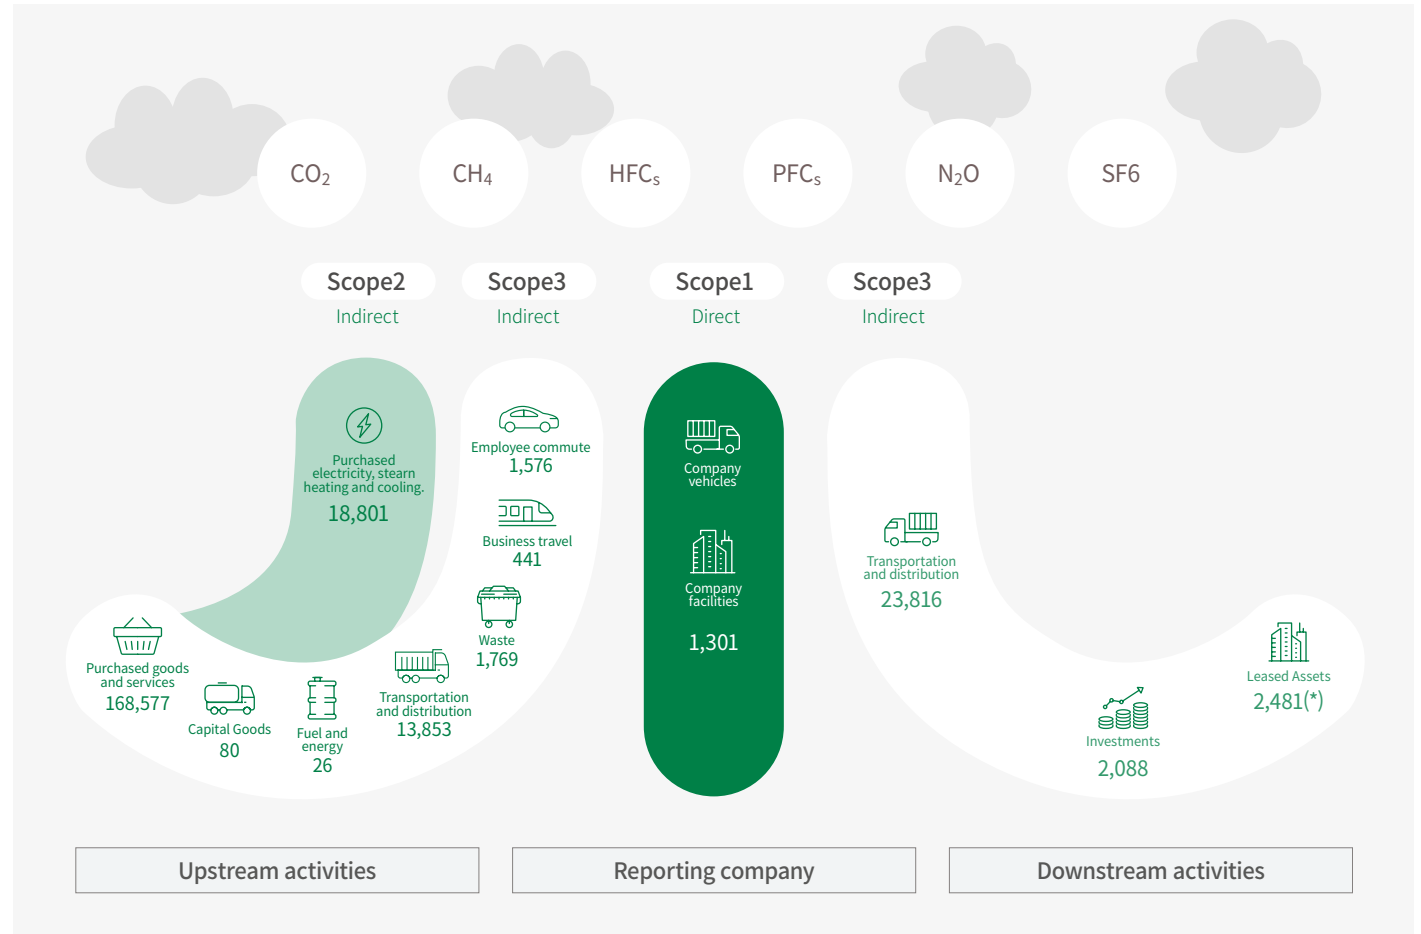 CO₂
CH₄
HFCₛ
PFCₛ
N₂O
SF6
Scope2
Indirect
Scope3
Indirect
Scope1
Direct
Scope3
Indirect
Purchased
electricity, stearn
heating and cooling.
18,801
Employee commute
1,576
Business travel
441
Waste
1,769
Transportation
and distribution
13,853
Fuel and
energy
26
Capital Goods
80
Purchased goods
and services
168,577
Company
vehicles
Company
facilities
1,301
Transportation
and distribution
23,816
Investments
2,088
Leased Assets
2,481(*)
Upstream activities
Reporting company
Downstream activities